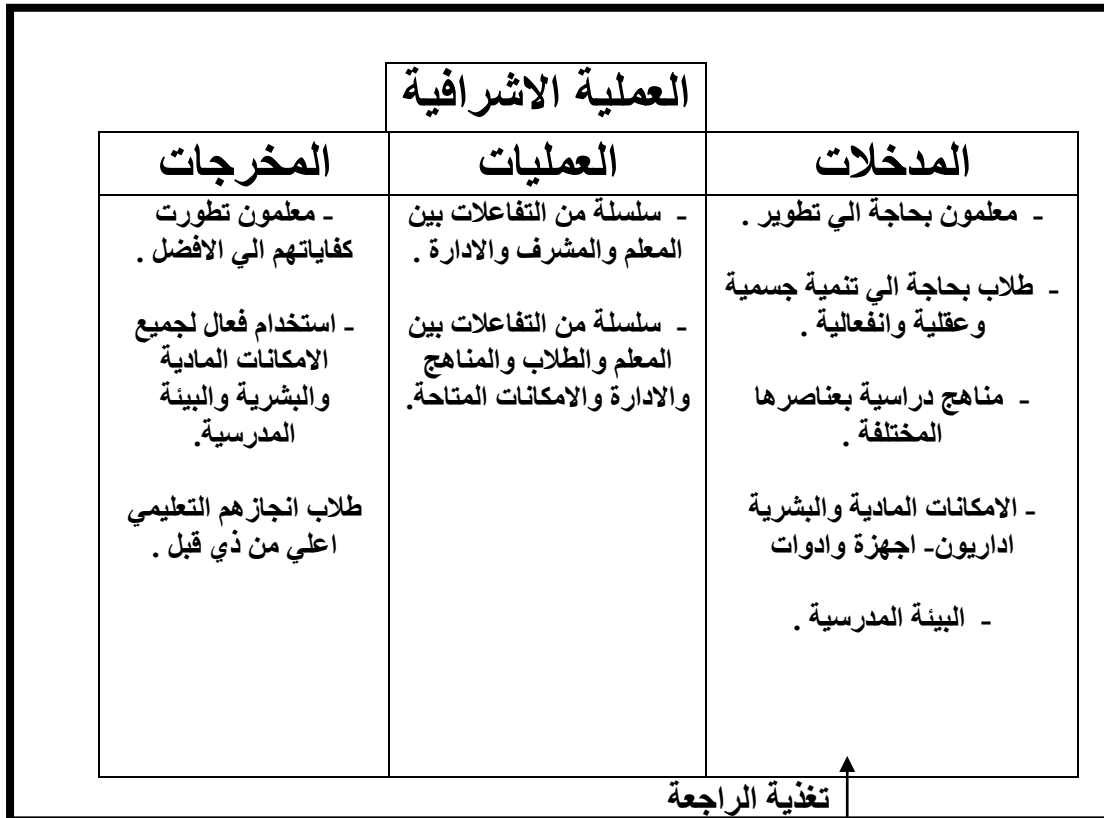 العملية الاشرافية
المدخلات
العمليات
المخرجات
- معلمون بحاجة الي تطوير .
- طلاب بحاجة الي تنمية جسمية
وعقلية وانفعالية .
- مناهج دراسية بعناصرها
المختلفة .
- الامكانات المادية والبشرية
اداريون- اجهزة وادوات
- البيئة المدرسية .
- سلسلة من التفاعلات بين
المعلم والمشرف والادارة .
- سلسلة من التفاعلات بين
المعلم والطلاب والمناهج
والادارة والامكانات المتاحة.
- معلمون تطورت
كفاياتهم الي الافضل .
- استخدام فعال لجميع
الامكانات المادية
والبشرية والبيئة
المدرسية.
طلاب انجازهم التعليمي
اعلي من ذي قبل .
تغذية الراجعة